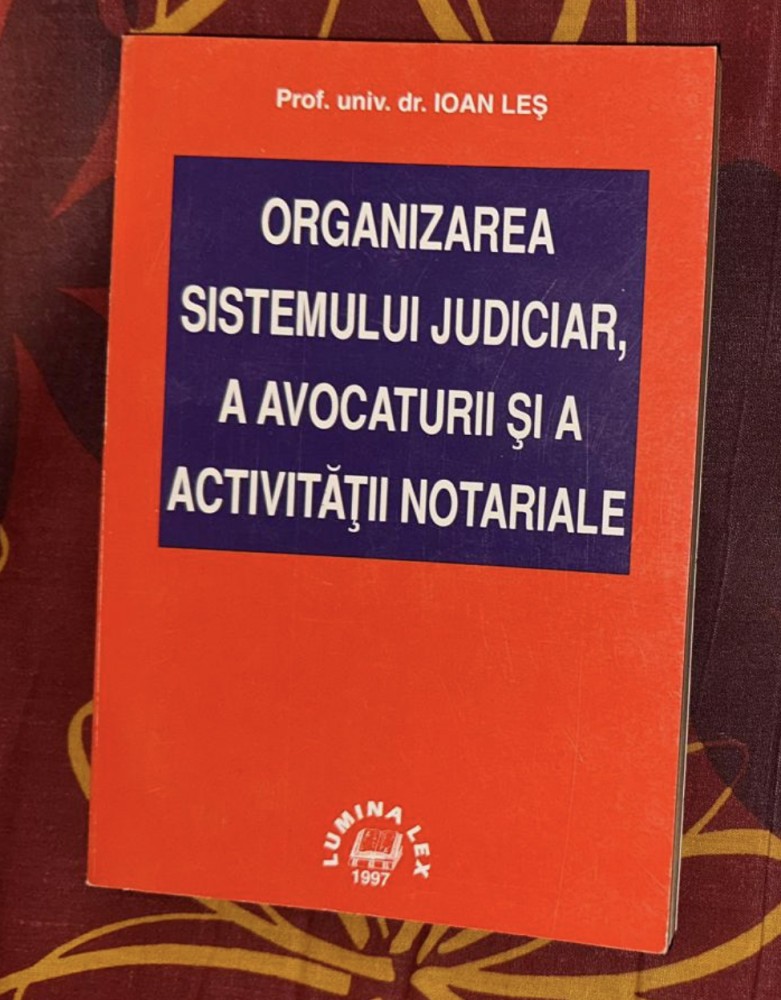 Prof. univ. dr. IOAN LEŞ
ORGANIZAREA
SISTEMULUI JUDICIAR,
A AVOCATURII ŞI A
ACTIVITĂŢII NOTARIALE
LUMINA LEX
1997